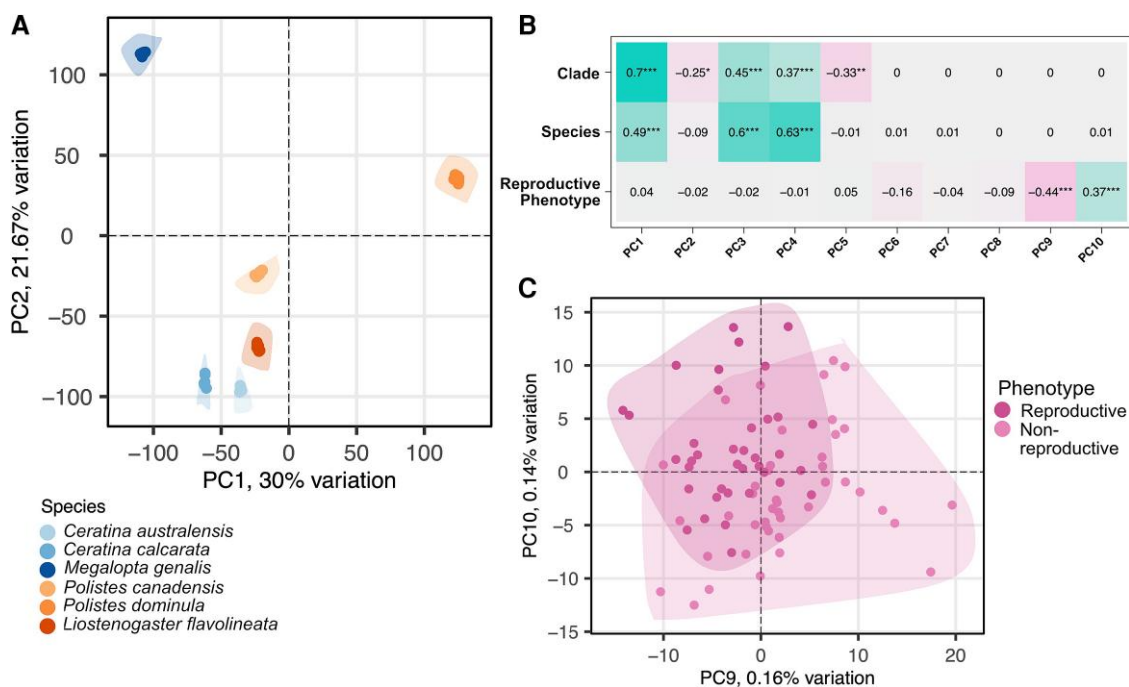 A
PC2, 21.67% variation
100
50
0
−50
−100
−100
−50
0
50
100
PC1, 30% variation
Species
Ceratina australensis
Ceratina calcarata
Megalopta genalis
Polistes canadensis
Polistes dominula
Liostenogaster flavolineata
B
Clade
0.7***
−0.25*
0.45***
0.37***
−0.33**
0
0
0
0
0
Species
0.49***
−0.09
0.6***
0.63***
−0.01
0.01
0.01
0
0
0.01
Reproductive
Phenotype
0.04
−0.02
−0.02
−0.01
0.05
−0.16
−0.04
−0.09
−0.44***
0.37***
PC1
PC2
PC3
PC4
PC5
PC6
PC7
PC8
PC9
PC10
C
PC10, 0.14% variation
15
10
5
0
−5
−10
−15
−10
0
10
20
PC9, 0.16% variation
Phenotype
Reproductive
Non-
reproductive